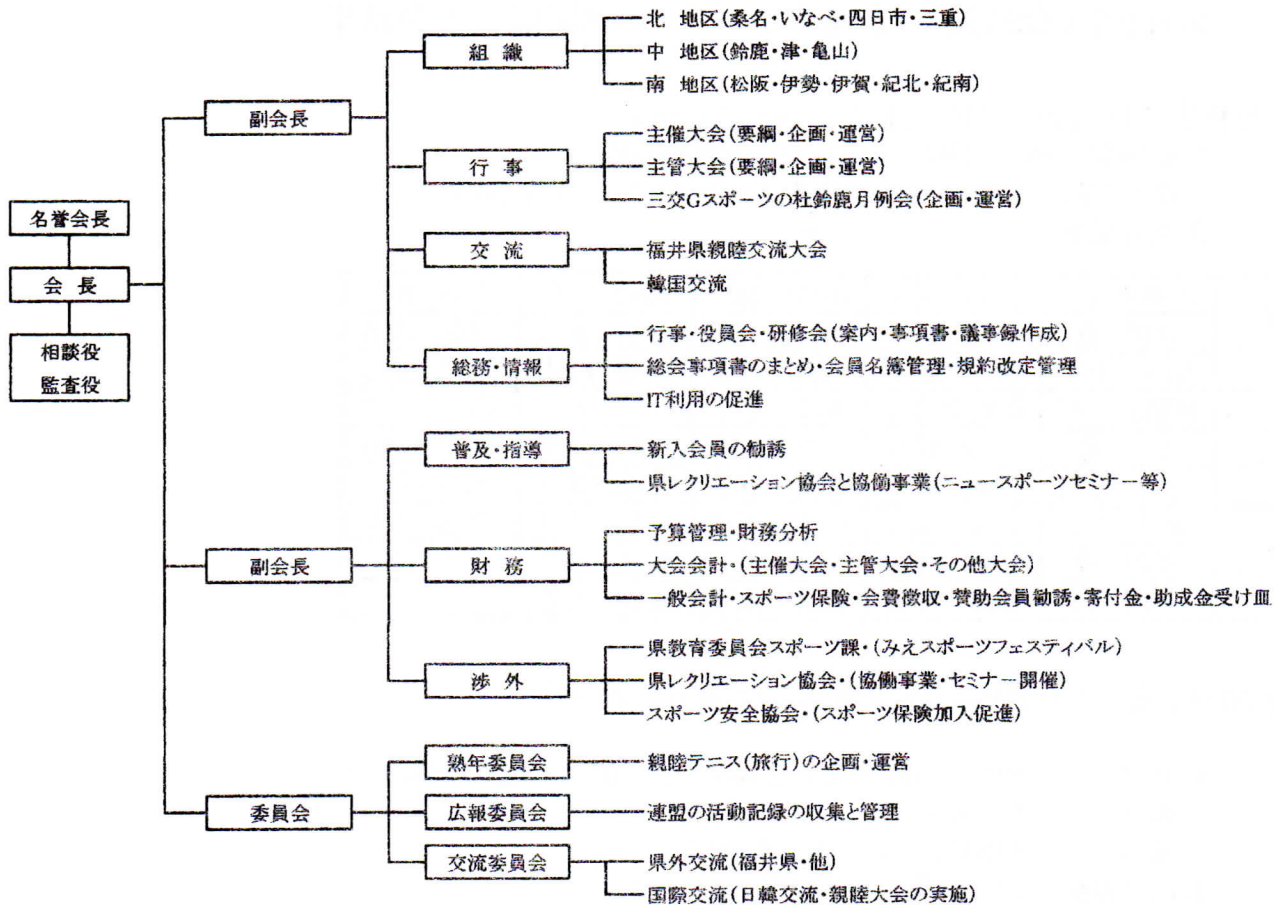 名誉会長
会長
相談役
監査役
副会長
組織
北 地区(桑名・いなべ・四日市・三重)
中 地区(鈴鹿・津・亀山)
南 地区(松阪・伊勢・伊賀・紀北・紀南)
行事
主催大会(要綱・企画・運営)
主管大会(要綱・企画・運営)
三交Gスポーツの杜鈴鹿月例会(企画・運営)
交流
福井県親睦交流大会
韓国交流
総務・情報
行事・役員会・研修会(案内・事項書・議事録作成)
総会事項書のまとめ・会員名簿管理・規約改定管理
IT利用の促進
副会長
普及・指導
新入会員の勧誘
県レクリエーション協会と協働事業(ニュースポーツセミナー等)
財務
予算管理・財務分析
大会会計・(主催大会・主管大会・その他大会)
一般会計・スポーツ保険・会費徴収・賛助会員勧誘・寄付金・助成金受け皿
渉外
県教育委員会スポーツ課・(みえスポーツフェスティバル)
県レクリエーション協会・(協働事業・セミナー開催)
スポーツ安全協会・(スポーツ保険加入促進)
委員会
熟年委員会
親睦テニス(旅行)の企画・運営
広報委員会
連盟の活動記録の収集と管理
交流委員会
県外交流(福井県・他)
国際交流(日韓交流・親睦大会の実施)